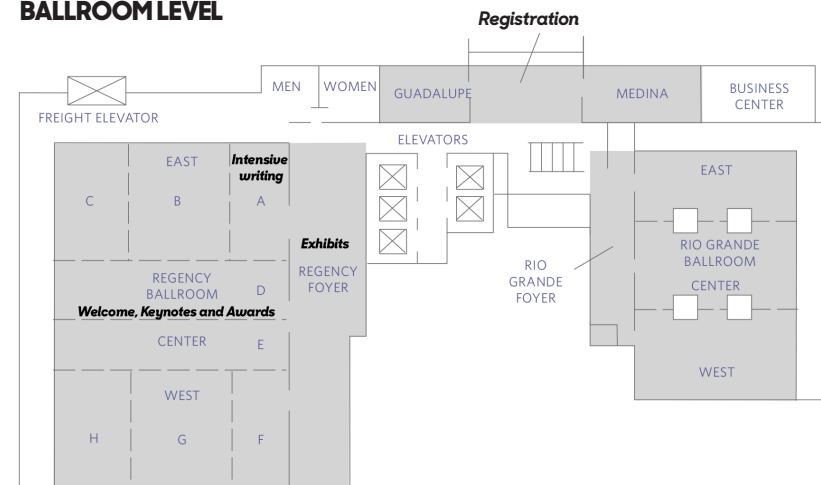 BALLROOM LEVEL
Registration
MEN
WOMEN
GUADALUPE
MEDINA
BUSINESS
CENTER
FREIGHT ELEVATOR
ELEVATORS
EAST
Intensive
writing
C
B
A
EAST
Exhibits
REGENCY
FOYER
RIO GRANDE
BALLROOM
CENTER
RIO
GRANDE
FOYER
REGENCY
BALLROOM
D
Welcome, Keynotes and Awards
CENTER
E
WEST
WEST
H
G
F